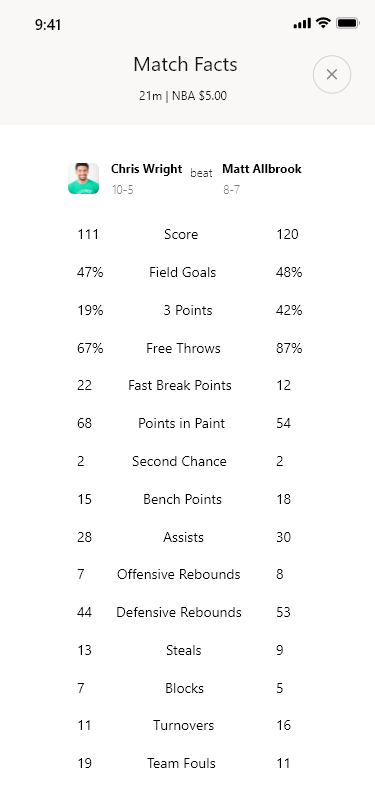 9:41
Match Facts
21m | NBA $5.00
Chris Wright beat Matt Allbrook
10-5 8-7
111 Score 120
47% Field Goals 48%
19% 3 Points 42%
67% Free Throws 87%
22 Fast Break Points 12
68 Points in Paint 54
2 Second Chance 2
15 Bench Points 18
28 Assists 30
7 Offensive Rebounds 8
44 Defensive Rebounds 53
13 Steals 9
7 Blocks 5
11 Turnovers 16
19 Team Fouls 11